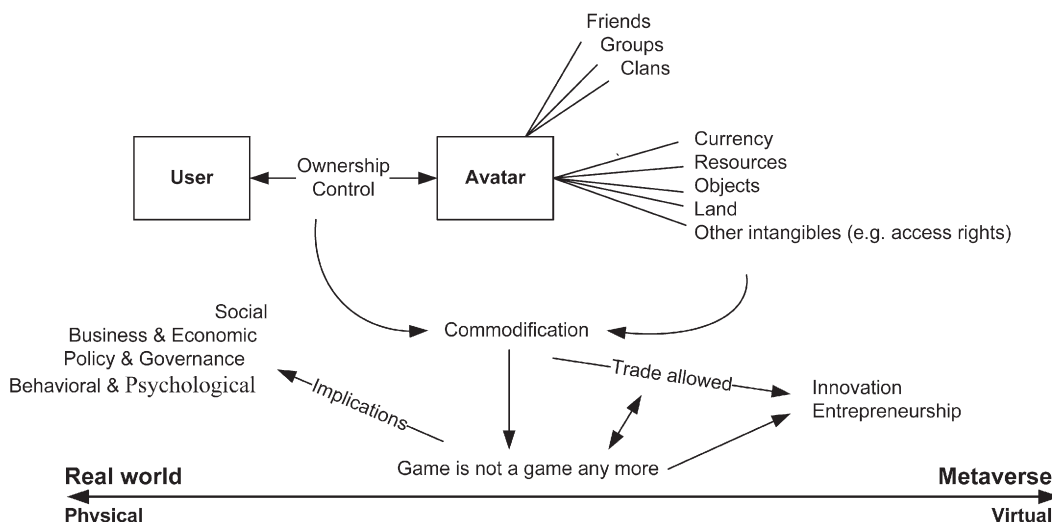 Friends
Groups
Clans
User
Ownership
Control
Avatar
Currency
Resources
Objects
Land
Other intangibles (e.g. access rights)
Social
Business & Economic
Policy & Governance
Behavioral & Psychological
Commodification
Implications
Trade allowed
Innovation
Entrepreneurship
Game is not a game any more
Real world
Metaverse
Physical
Virtual